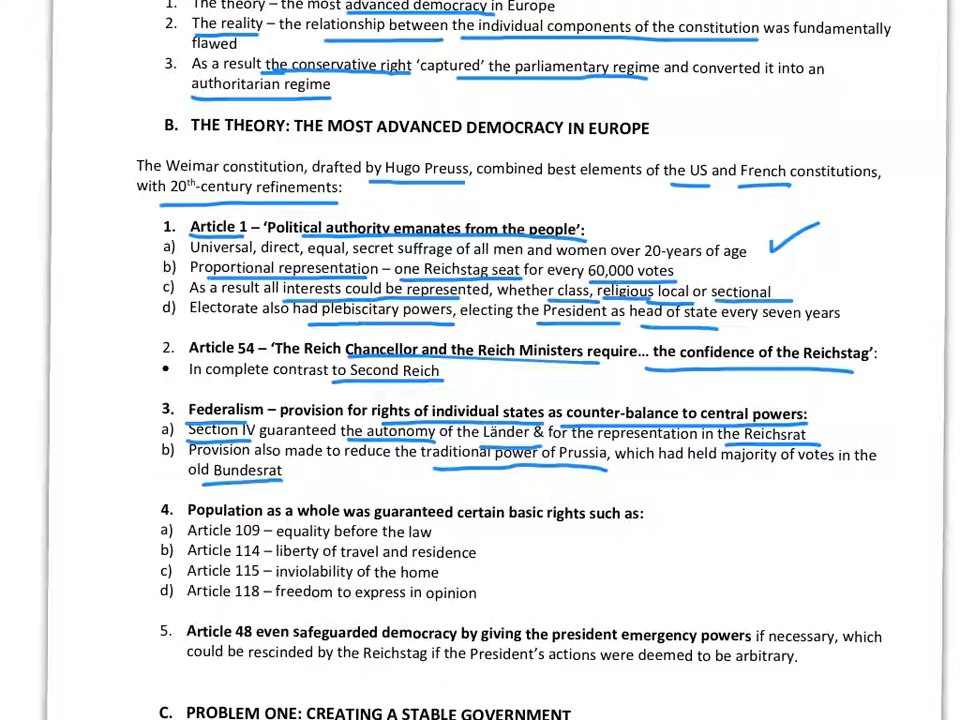 1. The theory – the most advanced democracy in Europe
2. The reality – the relationship between the individual components of the constitution was fundamentally
flawed
3. As a result the conservative right ‘captured’ the parliamentary regime and converted it into an
authoritarian regime
B. THE THEORY: THE MOST ADVANCED DEMOCRACY IN EUROPE
The Weimar constitution, drafted by Hugo Preuss, combined best elements of the US and French constitutions,
with 20th-century refinements:
1. Article 1 – ‘Political authority emanates from the people’:
a) Universal, direct, equal, secret suffrage of all men and women over 20-years of age
b) Proportional representation – one Reichstag seat for every 60,000 votes
c) As a result all interests could be represented, whether class, religious local or sectional
d) Electorate also had plebiscitary powers, electing the President as head of state every seven years
2. Article 54 – ‘The Reich Chancellor and the Reich Ministers require... the confidence of the Reichstag’:
• In complete contrast to Second Reich
3. Federalism – provision for rights of individual states as counter-balance to central powers:
a) Section IV guaranteed the autonomy of the Länder & for the representation in the Reichsrat
b) Provision also made to reduce the traditional power of Prussia, which had held majority of votes in the
old Bundesrat
4. Population as a whole was guaranteed certain basic rights such as:
a) Article 109 – equality before the law
b) Article 114 – liberty of travel and residence
c) Article 115 – inviolability of the home
d) Article 118 – freedom to express in opinion
5. Article 48 even safeguarded democracy by giving the president emergency powers if necessary, which
could be rescinded by the Reichstag if the President’s actions were deemed to be arbitrary.
C. PROBLEM ONE: CREATING A STABLE GOVERNMENT